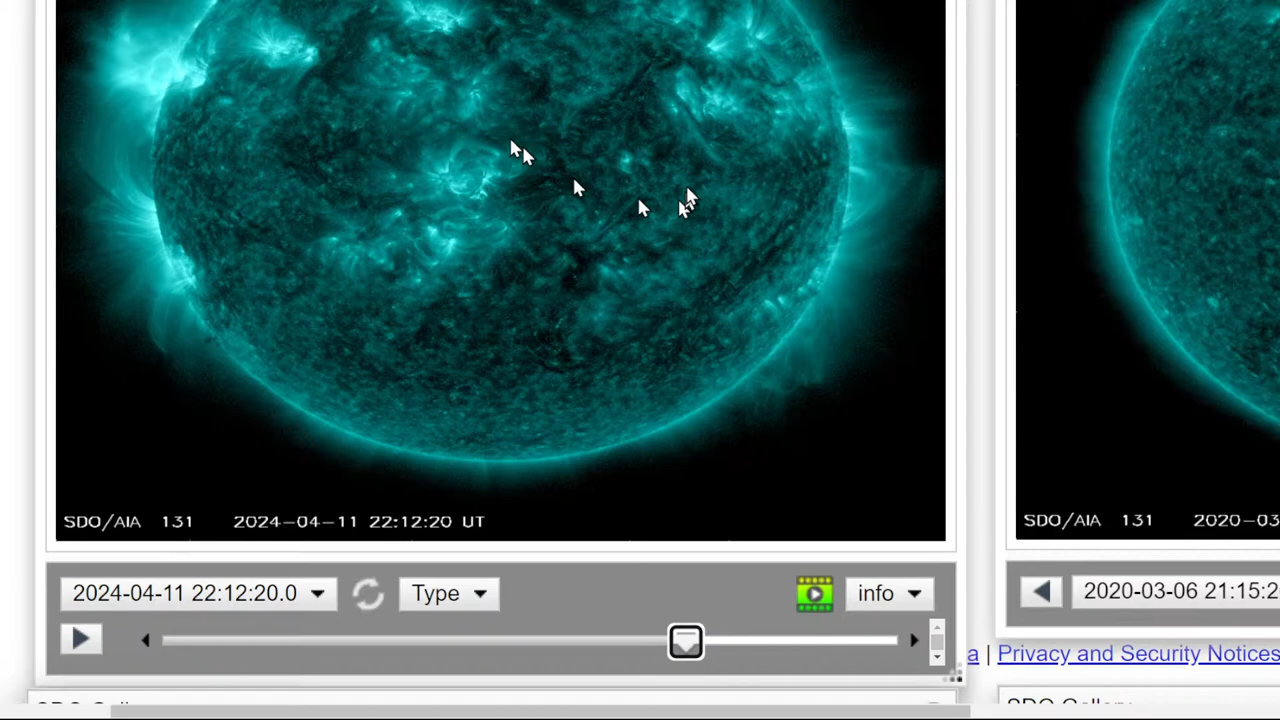 SDO/AIA 131 2024-04-11 22:12:20 UT
SDO/AIA 131 2020-03
2024-04-11 22:12:20.0 Type info
2020-03-06 21:15:2
a | Privacy and Security Notices